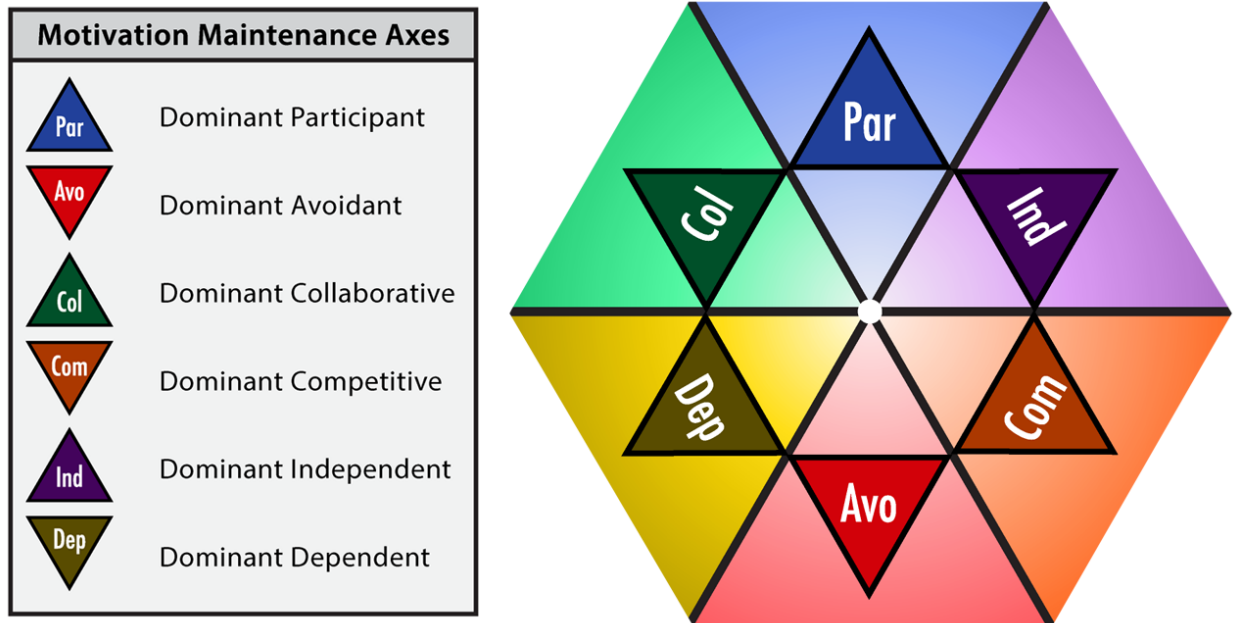 Motivation Maintenance Axes
Par
Dominant Participant
Avo
Dominant Avoidant
Col
Dominant Collaborative
Com
Dominant Competitive
Ind
Dominant Independent
Dep
Dominant Dependent
Par
Col
Ind
Dep
Com
Avo